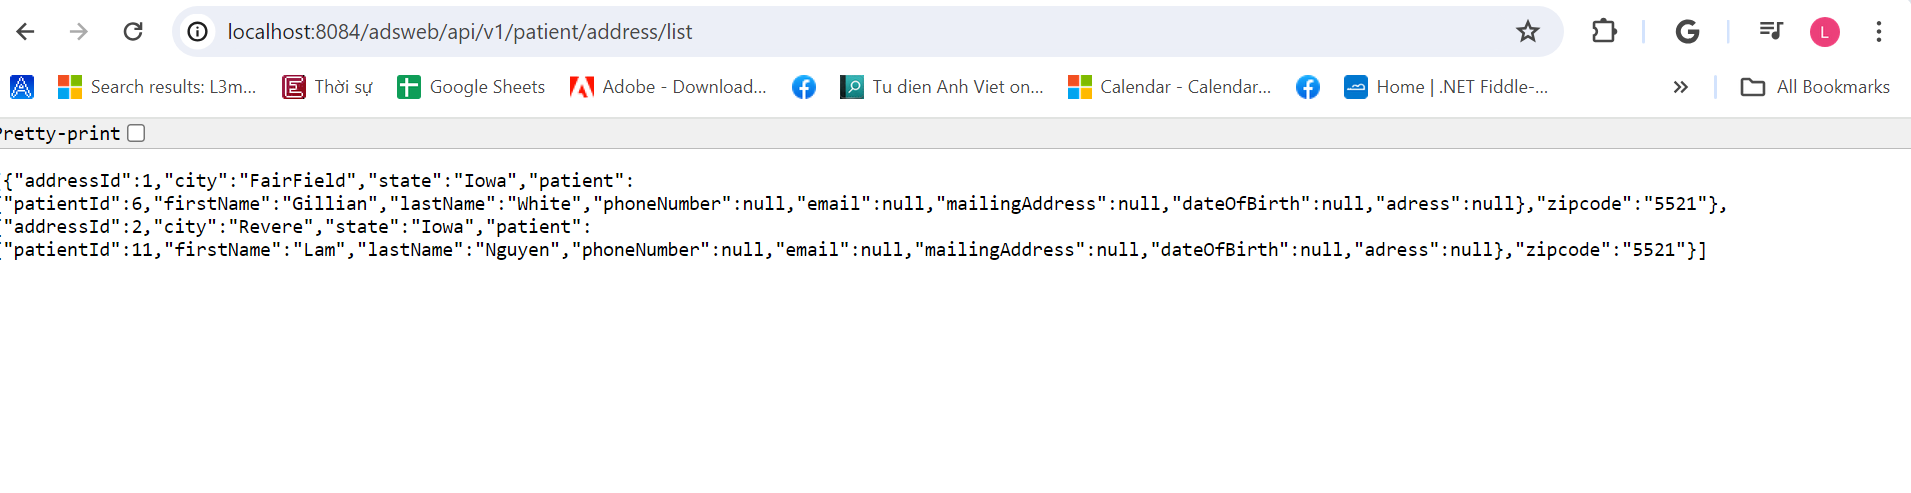 localhost:8084/adsweb/api/v1/patient/address/list
L
Search results: L3m... Thời sự Google Sheets Adobe - Download... Tu dien Anh Viet on... Calendar - Calendar... Home | .NET Fiddle-... » All Bookmarks
Pretty-print
[{"addressId":1,"city":"FairField","state":"Iowa","patient":
{"patientId":6,"firstName":"Gillian","lastName":"White","phoneNumber":null,"email":null,"mailingAddress":null,"dateOfBirth":null,"adress":null},"zipcode":"5521"},
{"addressId":2,"city":"Revere","state":"Iowa","patient":
{"patientId":11,"firstName":"Lam","lastName":"Nguyen","phoneNumber":null,"email":null,"mailingAddress":null,"dateOfBirth":null,"adress":null},"zipcode":"5521"}]